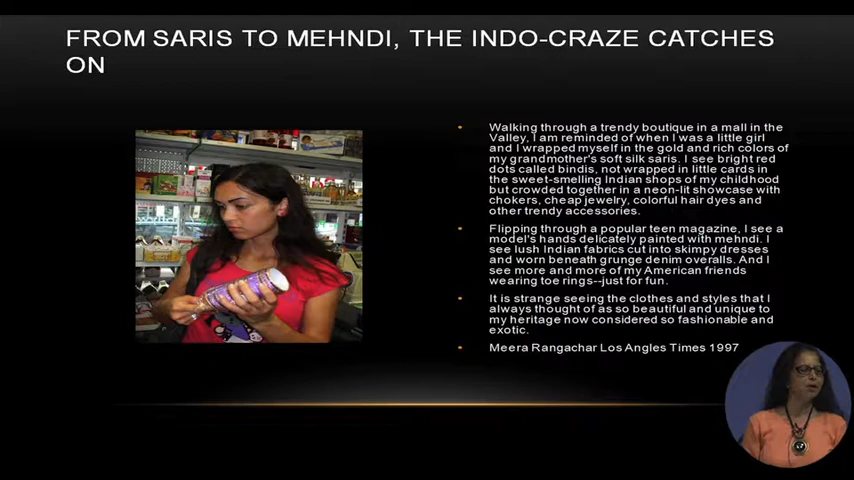 FROM SARIS TO MEHNDI, THE INDO-CRAZE CATCHES
ON
• Walking through a trendy boutique in a mall in the
Valley, I am reminded of when I was a little girl
and I wrapped myself in the gold and rich colors of
my grandmother's soft silk saris. I see bright red
dots called bindis, not wrapped in little cards in
the sweet-smelling Indian shops of my childhood
but crowded together in a neon-lit showcase with
chokers, cheap jewelry, colorful hair dyes and
other trendy accessories.
• Flipping through a popular teen magazine, I see a
model's hands delicately painted with mehndi. I
see lush Indian fabrics cut into skimpy dresses
and worn beneath grunge denim overalls. And I
see more and more of my American friends
wearing toe rings--just for fun.
• It is strange seeing the clothes and styles that I
always thought of as so beautiful and unique to
my heritage now considered so fashionable and
exotic.
• Meera Rangachar Los Angles Times 1997